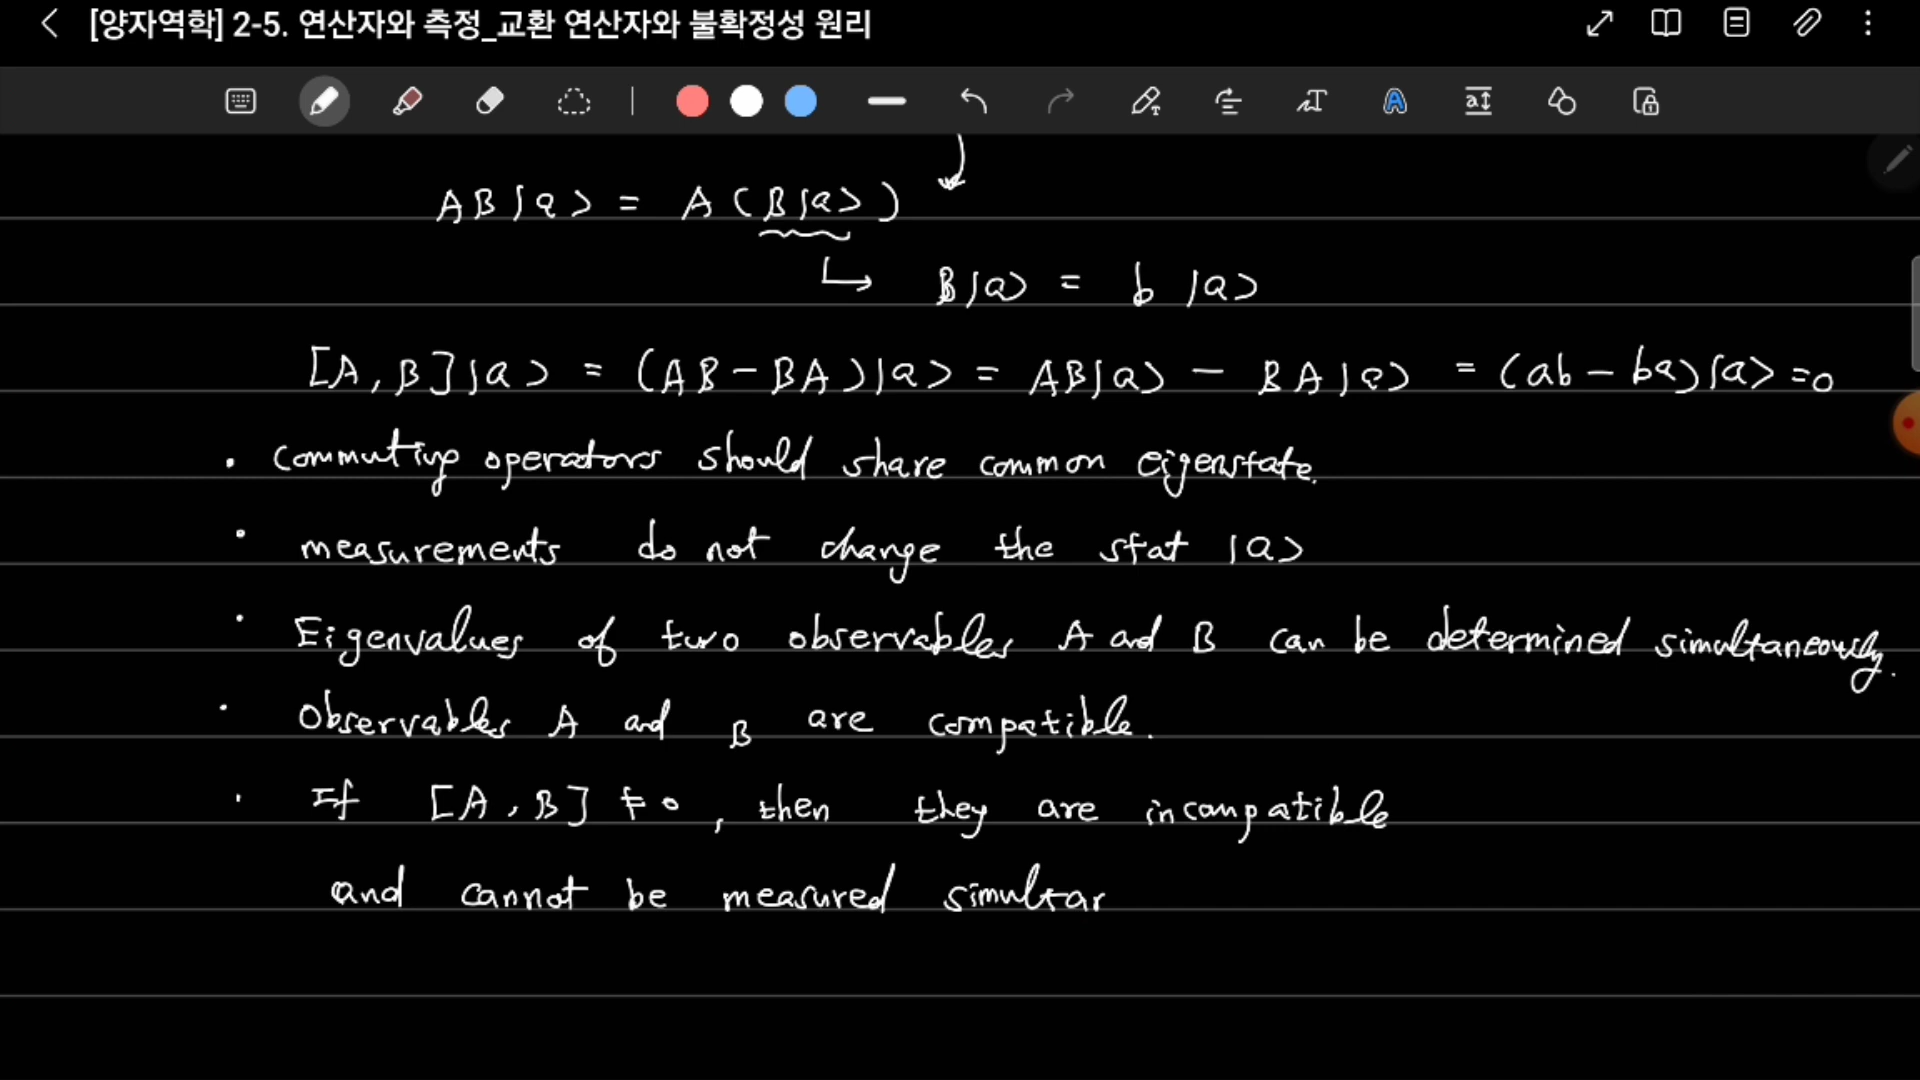 [양자역학] 2-5. 연산자와 측정_교환 연산자와 불확정성 원리
AB|a> = A(B|a>)
B|a> = b |a>
[A,B]|a> = (AB-BA)|a> = AB|a> - BA|a> = (ab-ba)|a> =0
· commuting operators should share common eigenstate.
· measurements do not change the stat |a>
· Eigenvalues of two observables A and B can be determined simultaneously.
· Observables A and B are compatible.
· If [A,B] ≠ 0, then they are incompatible
and cannot be measured simultan